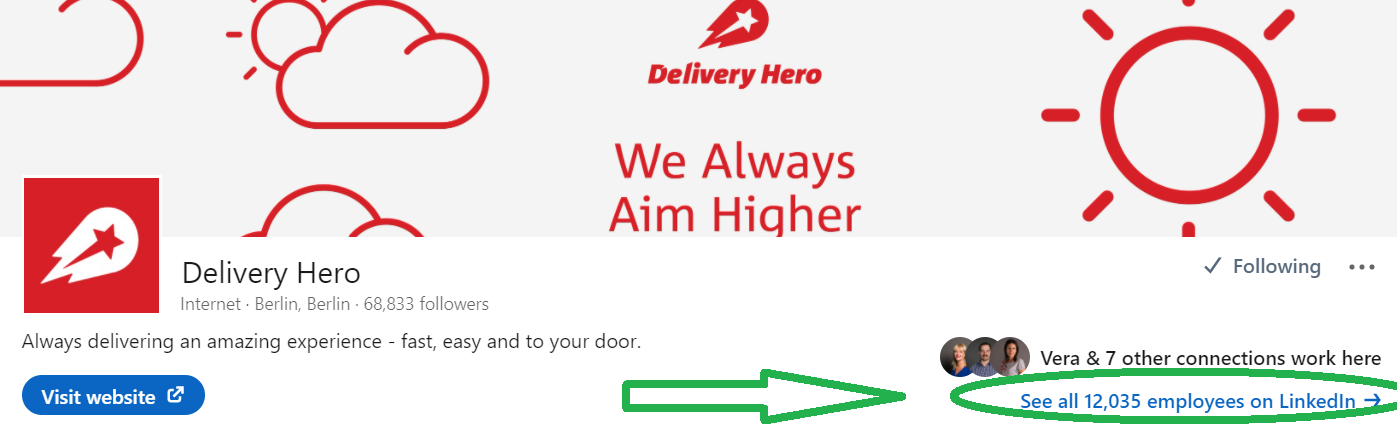 Delivery Hero
We Always
Aim Higher
Delivery Hero
Following
Internet · Berlin, Berlin · 68,833 followers
Always delivering an amazing experience - fast, easy and to your door.
Vera & 7 other connections work here
Visit website
See all 12,035 employees on LinkedIn →